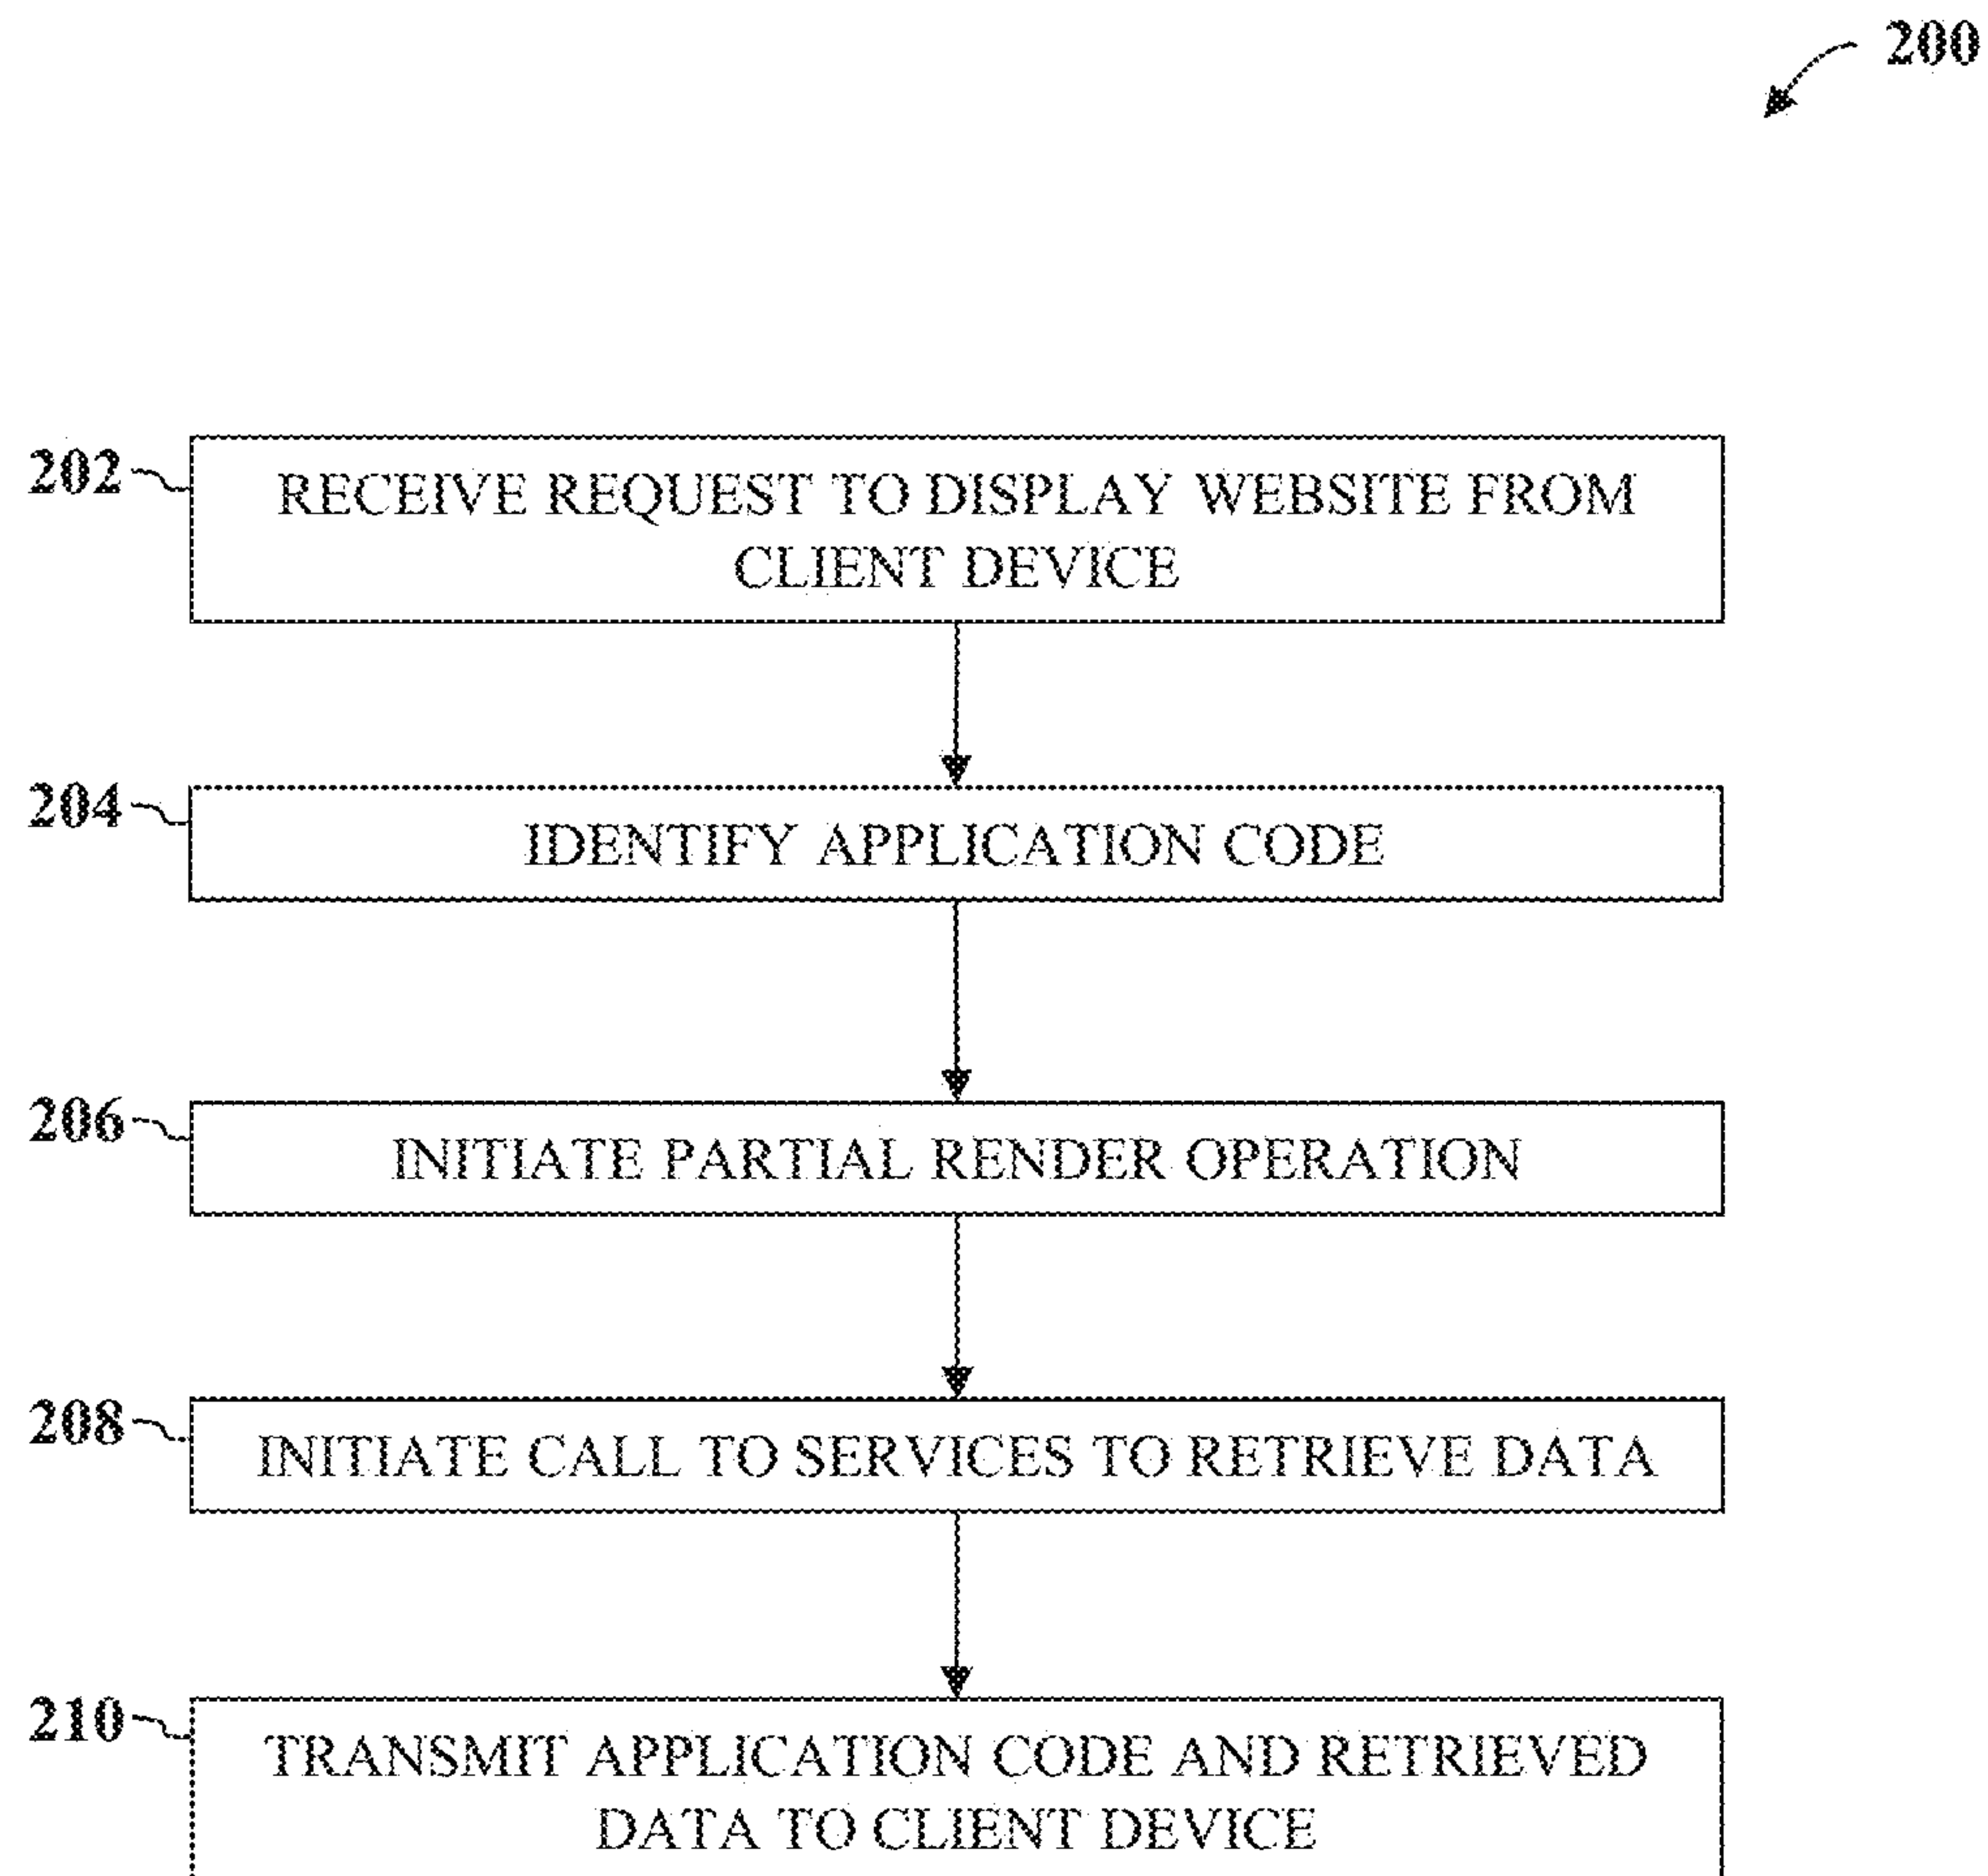 200
202
RECEIVE REQUEST TO DISPLAY WEBSITE FROM
CLIENT DEVICE
204
IDENTIFY APPLICATION CODE
206
INITIATE PARTIAL RENDER OPERATION
208
INITIATE CALL TO SERVICES TO RETRIEVE DATA
210
TRANSMIT APPLICATION CODE AND RETRIEVED
DATA TO CLIENT DEVICE